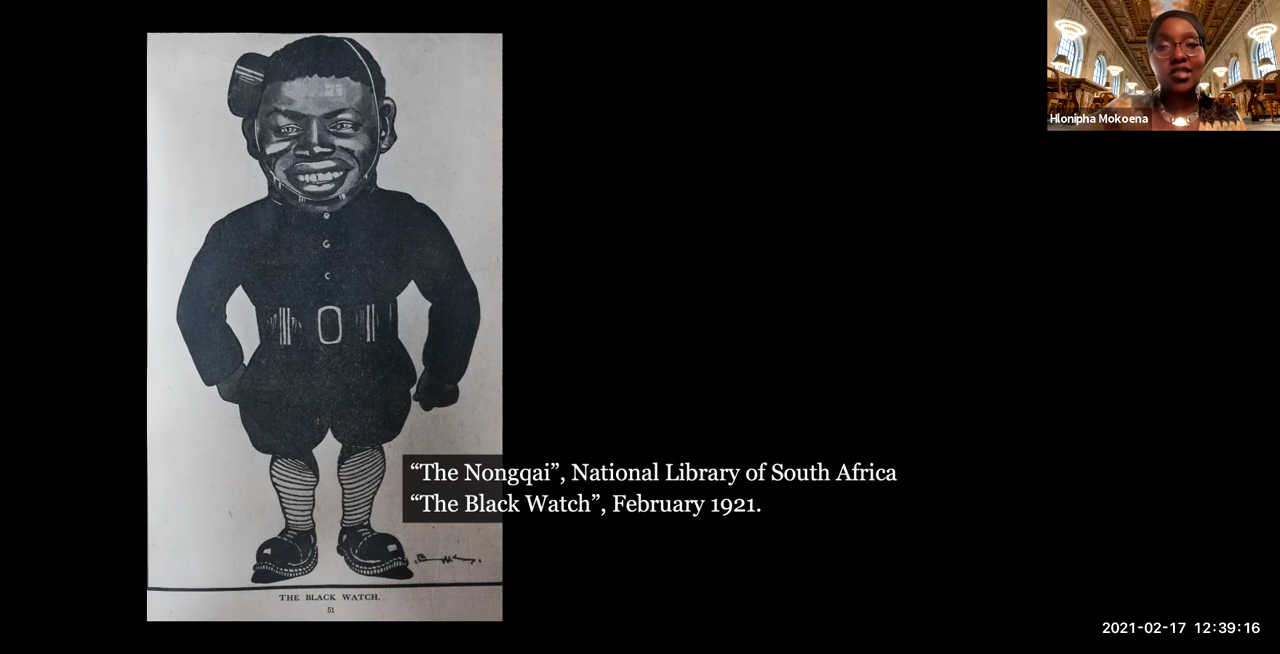 Hlonipha Mokoena
“The Nongqai”, National Library of South Africa
“The Black Watch”, February 1921.
THE BLACK WATCH.
51
2021-02-17 12:39:16